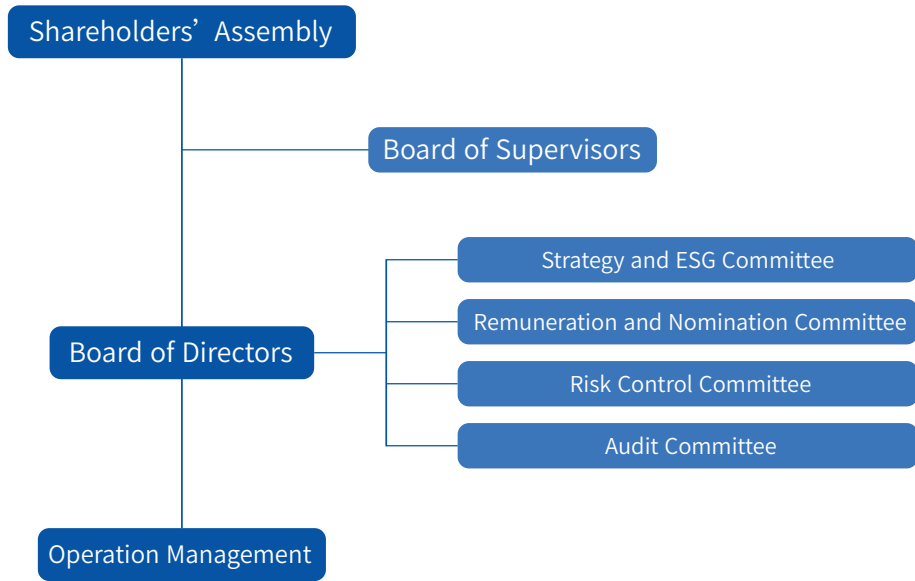 Shareholders’ Assembly
Board of Supervisors
Strategy and ESG Committee
Remuneration and Nomination Committee
Board of Directors
Risk Control Committee
Audit Committee
Operation Management